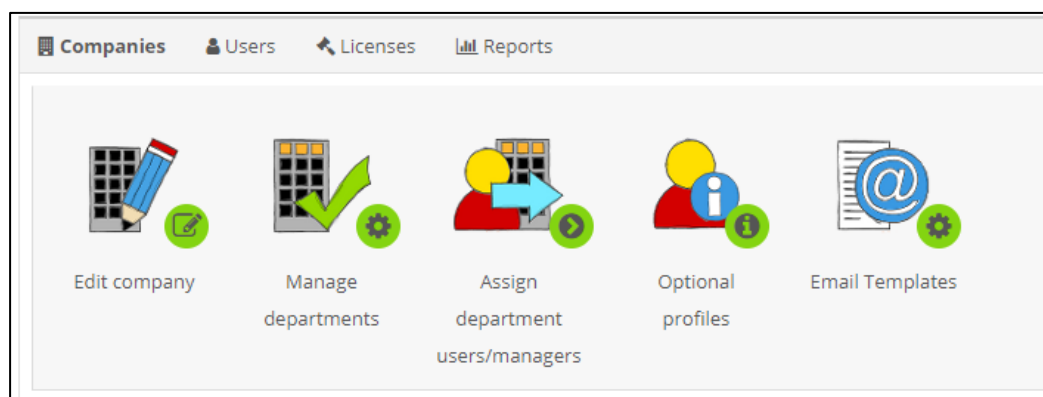 Companies Users Licenses Reports
Edit company
Manage
departments
Assign
department
users/managers
Optional
profiles
Email Templates